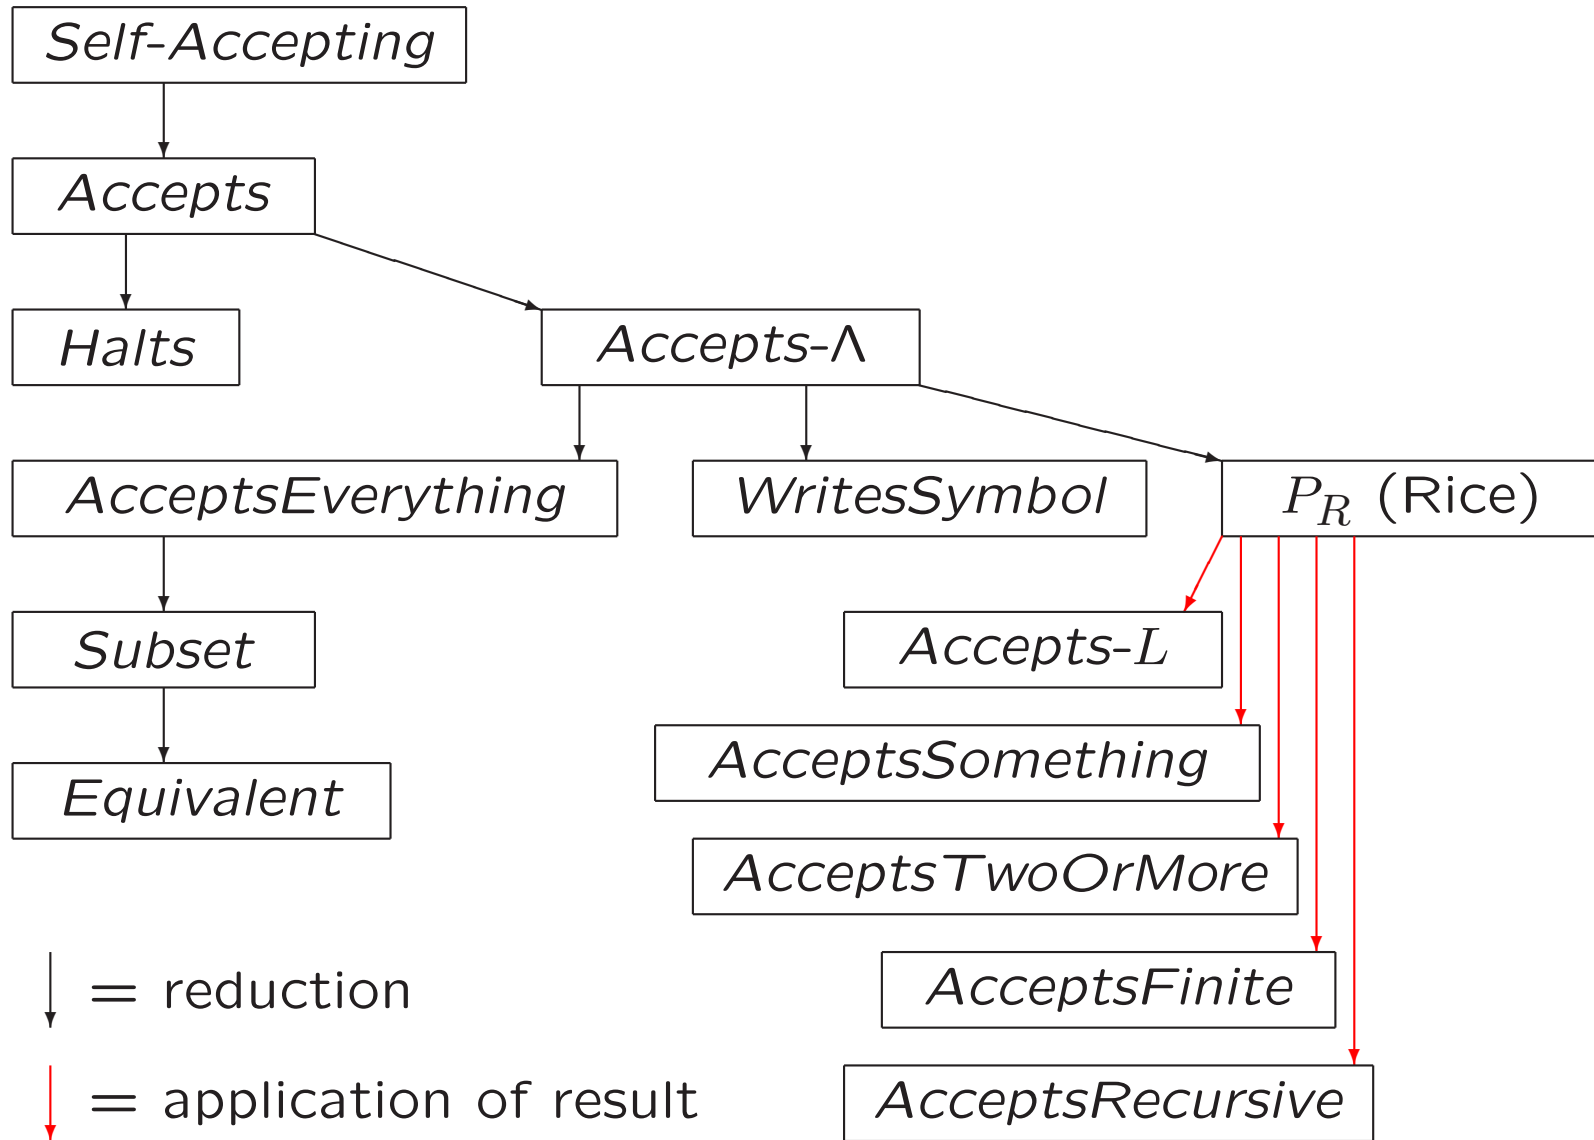 Self-Accepting
Accepts
Halts
Accepts-Λ
AcceptsEverything
WritesSymbol
P_R (Rice)
Subset
Accepts-L
AcceptsSomething
Equivalent
AcceptsTwoOrMore
= reduction
AcceptsFinite
= application of result
AcceptsRecursive